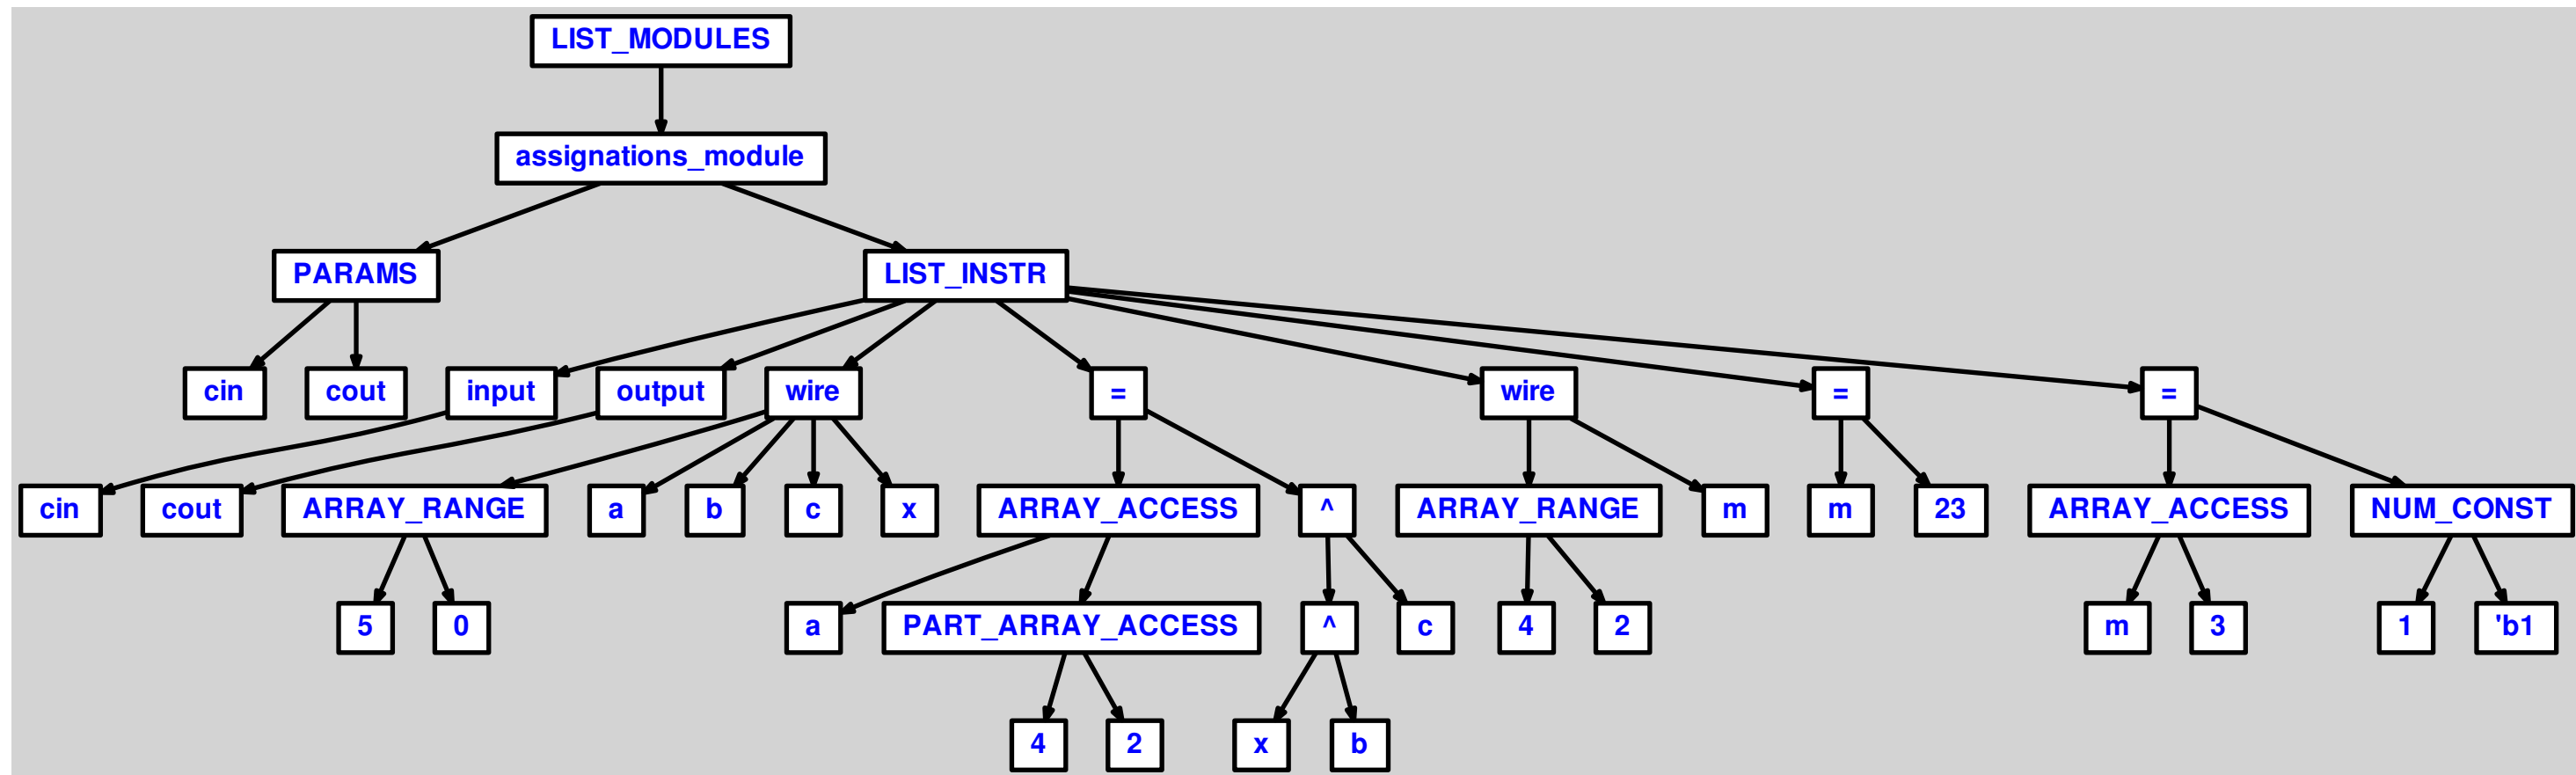 LIST_MODULES
assignations_module
PARAMS LIST_INSTR
cin cout input output wire = wire = =
cin cout ARRAY_RANGE a b c x ARRAY_ACCESS ^ ARRAY_RANGE m m 23 ARRAY_ACCESS NUM_CONST
5 0 a PART_ARRAY_ACCESS ^ c 4 2 m 3 1 'b1
4 2 x b